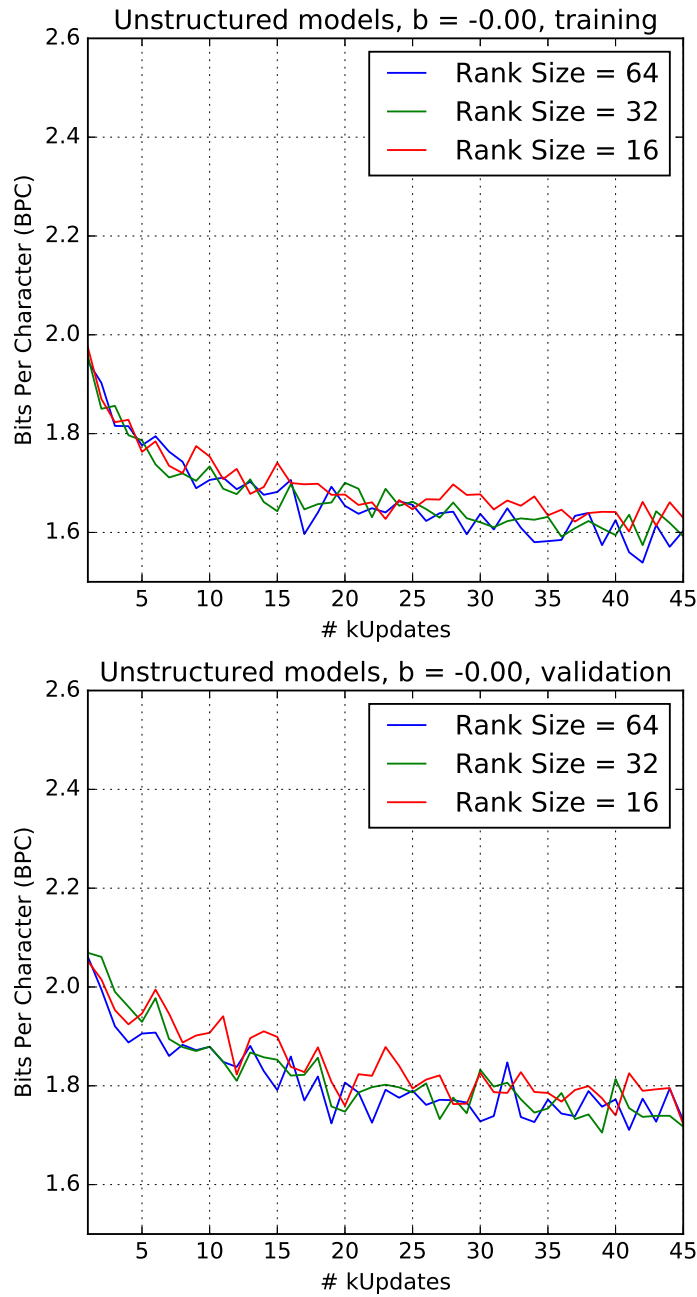 Unstructured models, b = -0.00, training
Rank Size = 64
Rank Size = 32
Rank Size = 16
Bits Per Character (BPC)
2.6
2.4
2.2
2.0
1.8
1.6
5 10 15 20 25 30 35 40 45
# kUpdates
Unstructured models, b = -0.00, validation
Rank Size = 64
Rank Size = 32
Rank Size = 16
Bits Per Character (BPC)
2.6
2.4
2.2
2.0
1.8
1.6
5 10 15 20 25 30 35 40 45
# kUpdates